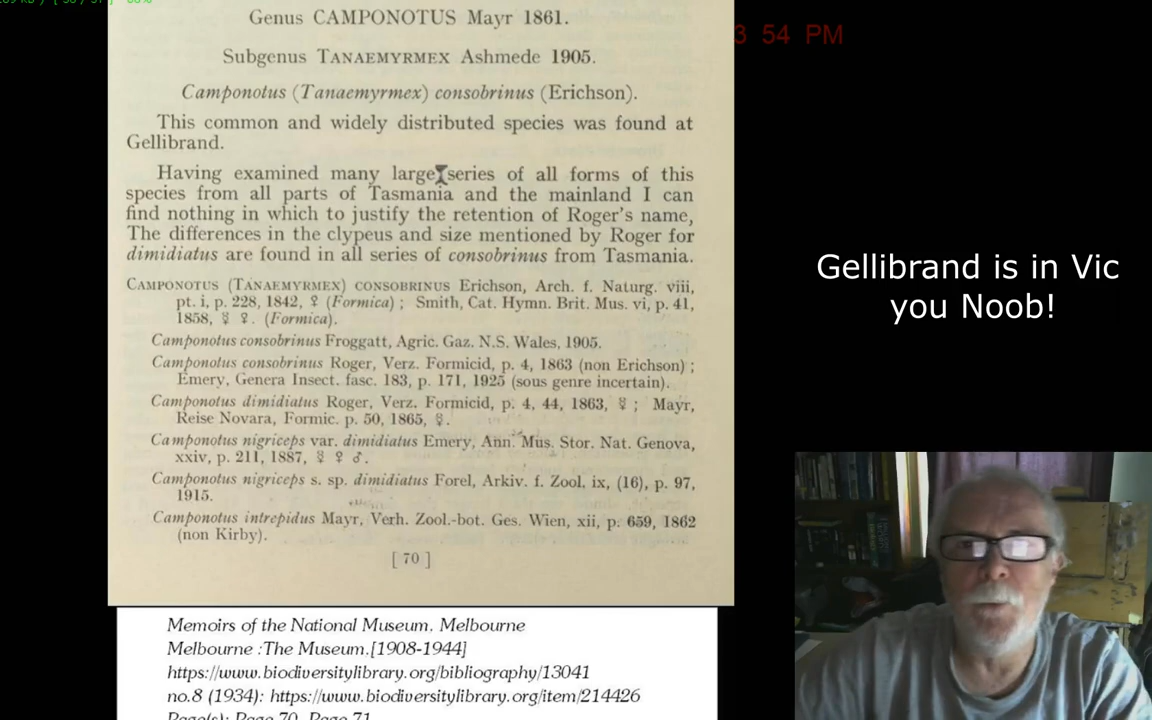 Genus CAMPONOTUS Mayr 1861.
Subgenus TANAEMYRMEX Ashmede 1905.
Camponotus (Tanaemyrmex) consobrinus (Erichson).
This common and widely distributed species was found at
Gellibrand.
Having examined many large series of all forms of this
species from all parts of Tasmania and the mainland I can
find nothing in which to justify the retention of Roger's name,
The differences in the clypeus and size mentioned by Roger for
dimidiatus are found in all series of consobrinus from Tasmania.
CAMPONOTUS (TANAEMYRMEX) CONSOBRINUS Erichson, Arch. f. Naturg. viii,
pt. i, p. 228, 1842, ♀ (Formica) ; Smith, Cat. Hymn. Brit. Mus. vi, p. 41,
1858, ☿ ♀. (Formica).
Camponotus consobrinus Froggatt, Agric. Gaz. N.S. Wales, 1905.
Camponotus consobrinus Roger, Verz. Formicid, p. 4, 1863 (non Erichson) ;
Emery, Genera Insect. fasc. 183, p. 171, 1925 (sous genre incertain).
Camponotus dimidiatus Roger, Verz. Formicid, p. 4, 44, 1863, ☿ ; Mayr,
Reise Novara, Formic. p. 50, 1865, ☿.
Camponotus nigriceps var. dimidiatus Emery, Ann. Mus. Stor. Nat. Genova,
xxiv, p. 211, 1887, ☿ ♀ ♂.
Camponotus nigriceps s. sp. dimidiatus Forel, Arkiv. f. Zool. ix, (16), p. 97,
1915.
Camponotus intrepidus Mayr, Verh. Zool.-bot. Ges. Wien, xii, p. 659, 1862
(non Kirby).
[ 70 ]
Memoirs of the National Museum, Melbourne
Melbourne :The Museum,[1908-1944]
https://www.biodiversitylibrary.org/bibliography/13041
no.8 (1934): https://www.biodiversitylibrary.org/item/214426
Page(s): Page 70, Page 71
3 54 PM
Gellibrand is in Vic
you Noob!